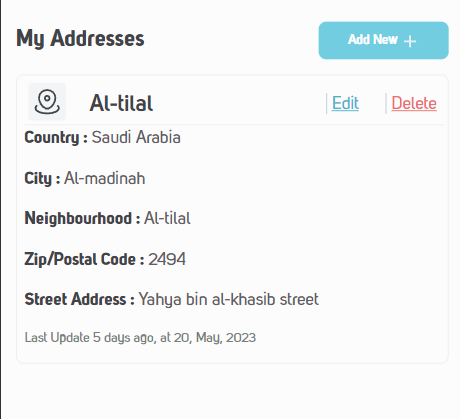 My Addresses
Add New +
Al-tilal
Edit
Delete
Country : Saudi Arabia
City : Al-madinah
Neighbourhood : Al-tilal
Zip/Postal Code : 2494
Street Address : Yahya bin al-khasib street
Last Update 5 days ago, at 20, May, 2023